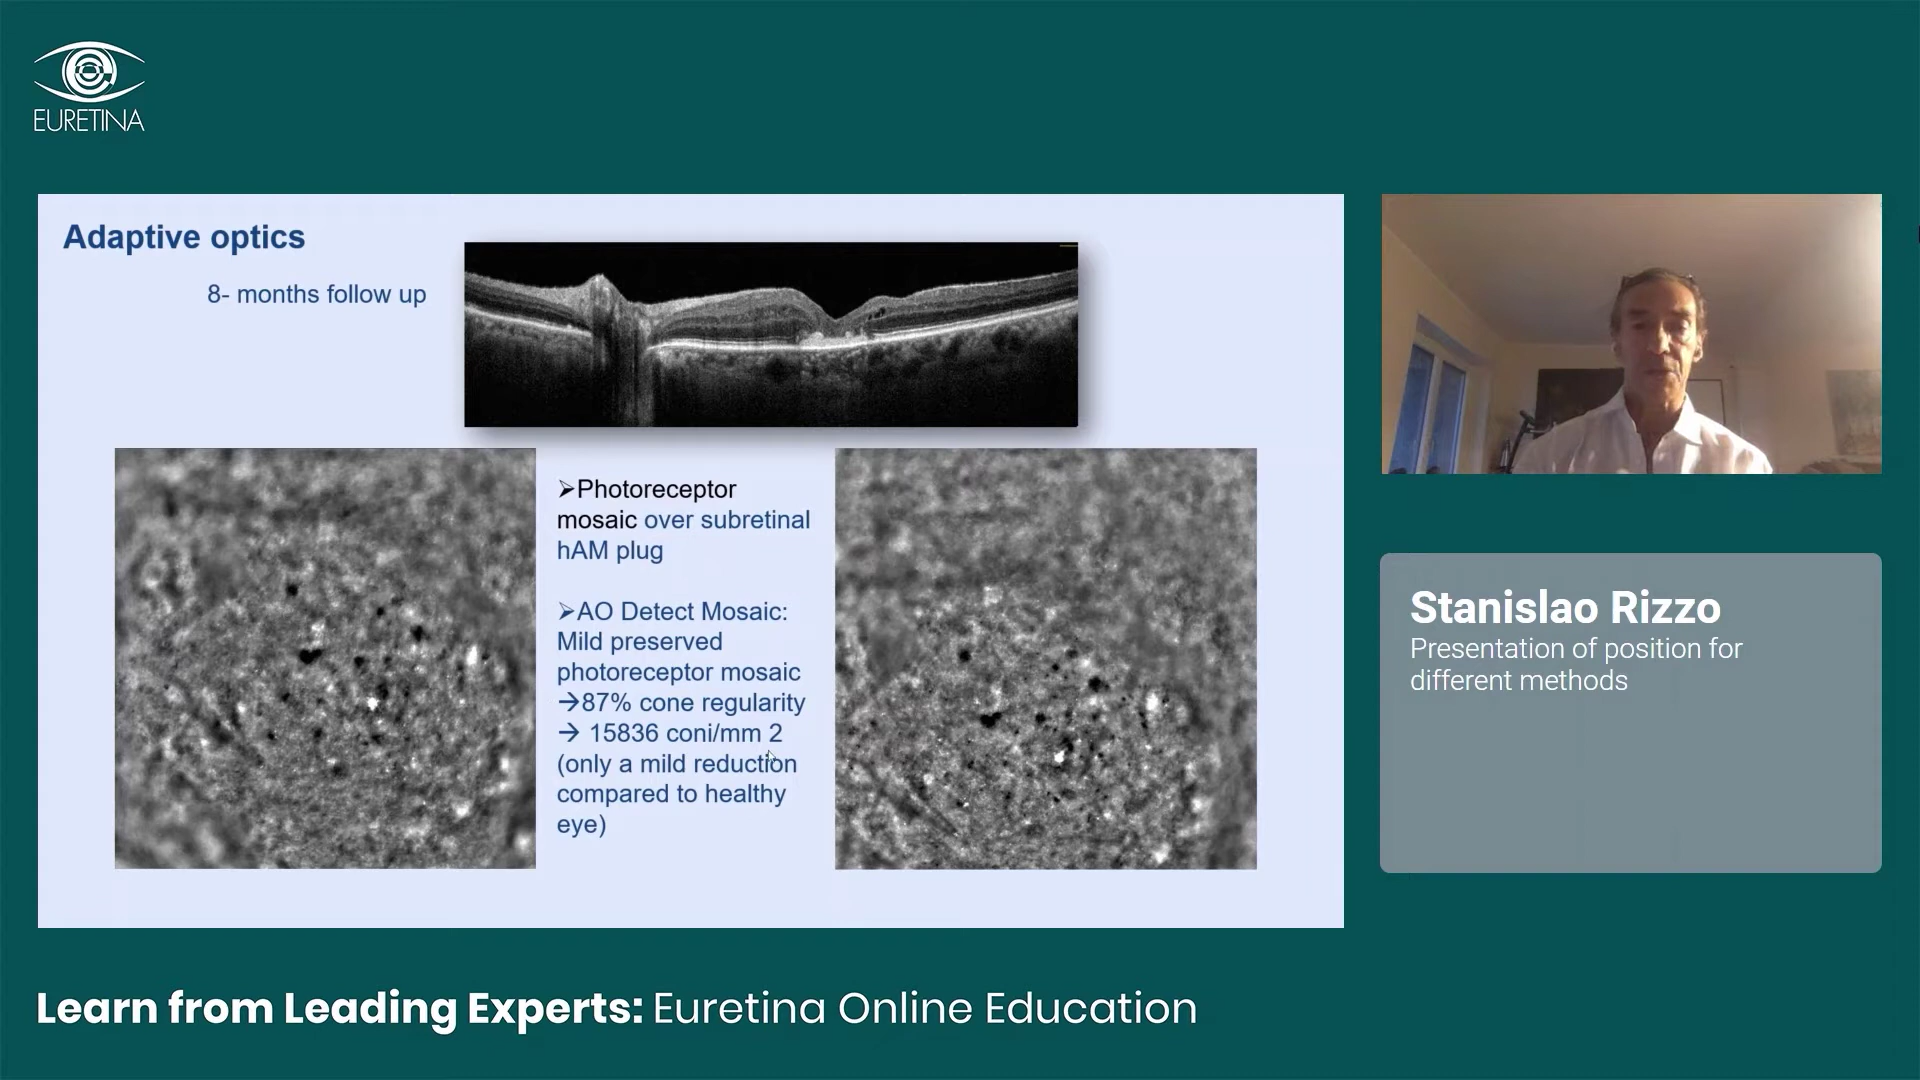 EURETINA
Adaptive optics
8- months follow up
➢Photoreceptor
mosaic over subretinal
hAM plug
➢AO Detect Mosaic:
Mild preserved
photoreceptor mosaic
→87% cone regularity
→ 15836 coni/mm 2
(only a mild reduction
compared to healthy
eye)
Stanislao Rizzo
Presentation of position for
different methods
Learn from Leading Experts: Euretina Online Education